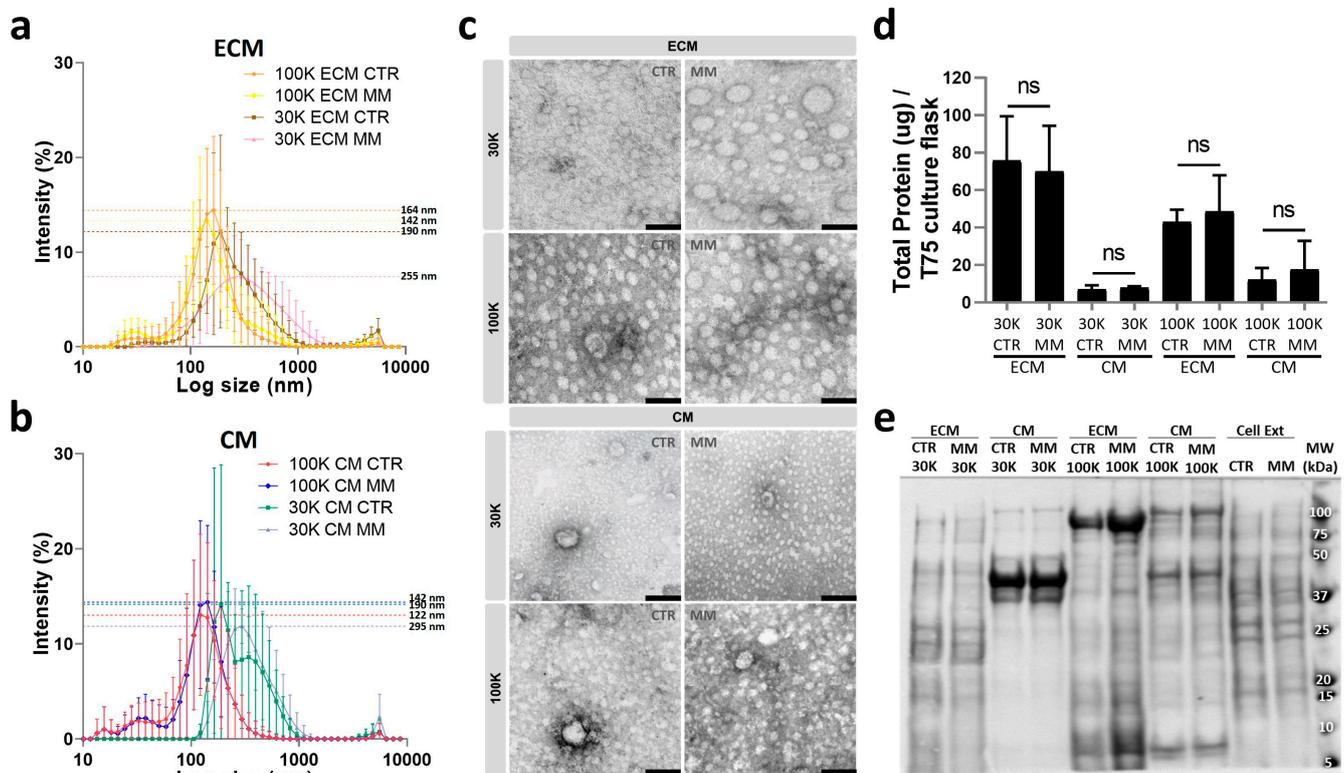 a
ECM
30
20
10
0
Intensity (%)
100K ECM CTR
100K ECM MM
30K ECM CTR
30K ECM MM
164 nm
142 nm
190 nm
255 nm
10 100 1000 10000
Log size (nm)
b
CM
30
20
10
0
Intensity (%)
100K CM CTR
100K CM MM
30K CM CTR
30K CM MM
142 nm
190 nm
122 nm
295 nm
10 100 1000 10000
c
ECM
30K
CTR MM
100K
CTR MM
CM
30K
CTR MM
100K
CTR MM
d
Total Protein (ug) /
T75 culture flask
120
100
80
60
40
20
0
ns ns ns ns
30K 30K 30K 30K 100K 100K 100K 100K
CTR MM CTR MM CTR MM CTR MM
ECM CM ECM CM
e
ECM CM ECM CM Cell Ext
CTR MM CTR MM CTR MM CTR MM MW
30K 30K 30K 30K 100K 100K 100K 100K CTR MM (kDa)
100
75
50
37
25
20
15
10
5